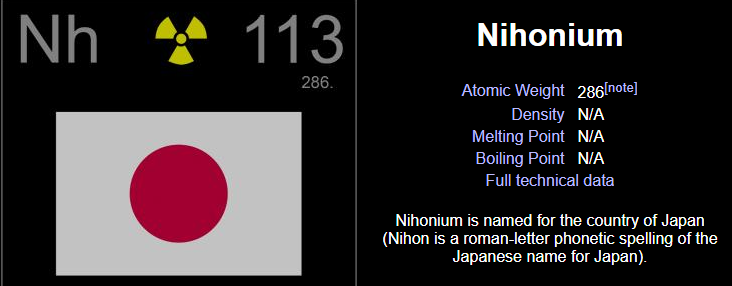 Nh 113
286.
Nihonium
Atomic Weight 286[note]
Density N/A
Melting Point N/A
Boiling Point N/A
Full technical data
Nihonium is named for the country of Japan
(Nihon is a roman-letter phonetic spelling of the
Japanese name for Japan).